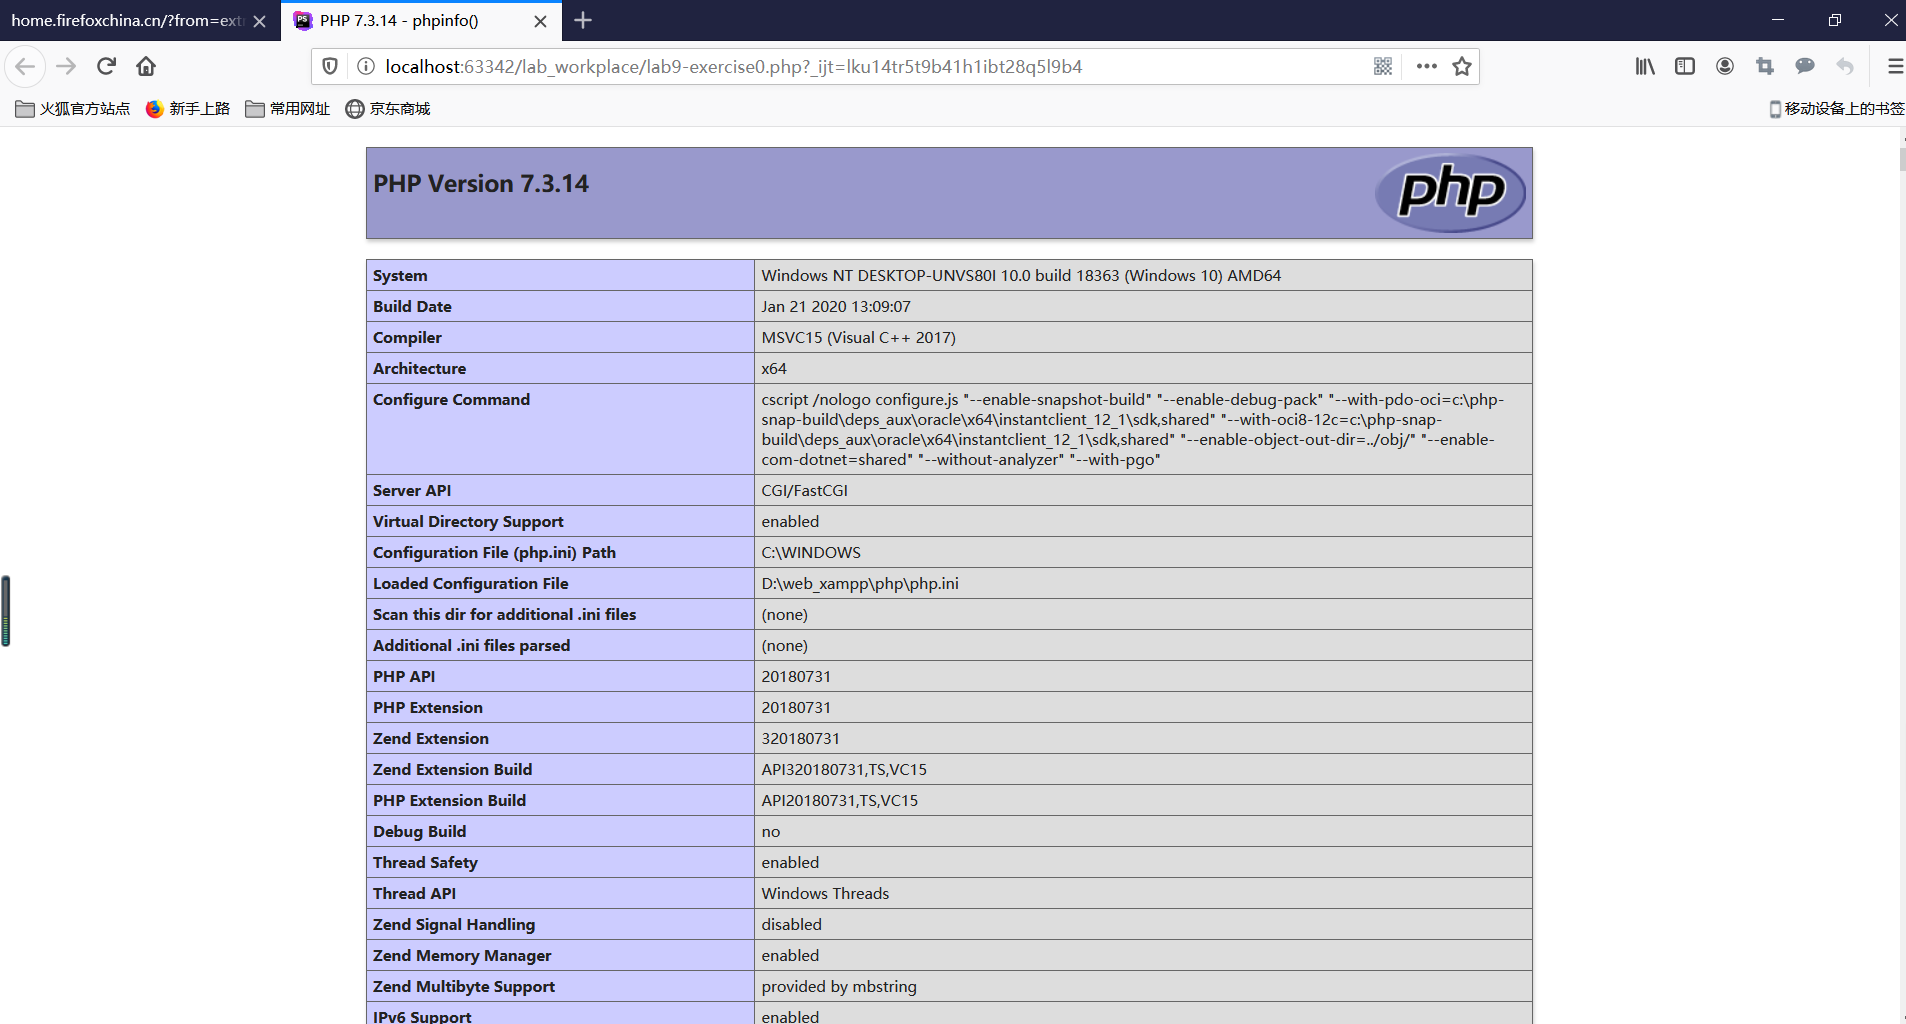 home.firefoxchina.cn/?from=extr
PHP 7.3.14 - phpinfo()
localhost:63342/lab_workplace/lab9-exercise0.php?_ijt=lku14tr5t9b41h1ibt28q5l9b4
火狐官方站点 新手上路 常用网址 京东商城 移动设备上的书签
PHP Version 7.3.14
php
System Windows NT DESKTOP-UNVS80I 10.0 build 18363 (Windows 10) AMD64
Build Date Jan 21 2020 13:09:07
Compiler MSVC15 (Visual C++ 2017)
Architecture x64
Configure Command cscript /nologo configure.js "--enable-snapshot-build" "--enable-debug-pack" "--with-pdo-oci=c:\php-
snap-build\deps_aux\oracle\x64\instantclient_12_1\sdk,shared" "--with-oci8-12c=c:\php-snap-
build\deps_aux\oracle\x64\instantclient_12_1\sdk,shared" "--enable-object-out-dir=../obj/" "--enable-
com-dotnet=shared" "--without-analyzer" "--with-pgo"
Server API CGI/FastCGI
Virtual Directory Support enabled
Configuration File (php.ini) Path C:\WINDOWS
Loaded Configuration File D:\web_xampp\php\php.ini
Scan this dir for additional .ini files (none)
Additional .ini files parsed (none)
PHP API 20180731
PHP Extension 20180731
Zend Extension 320180731
Zend Extension Build API320180731,TS,VC15
PHP Extension Build API20180731,TS,VC15
Debug Build no
Thread Safety enabled
Thread API Windows Threads
Zend Signal Handling disabled
Zend Memory Manager enabled
Zend Multibyte Support provided by mbstring
IPv6 Support enabled